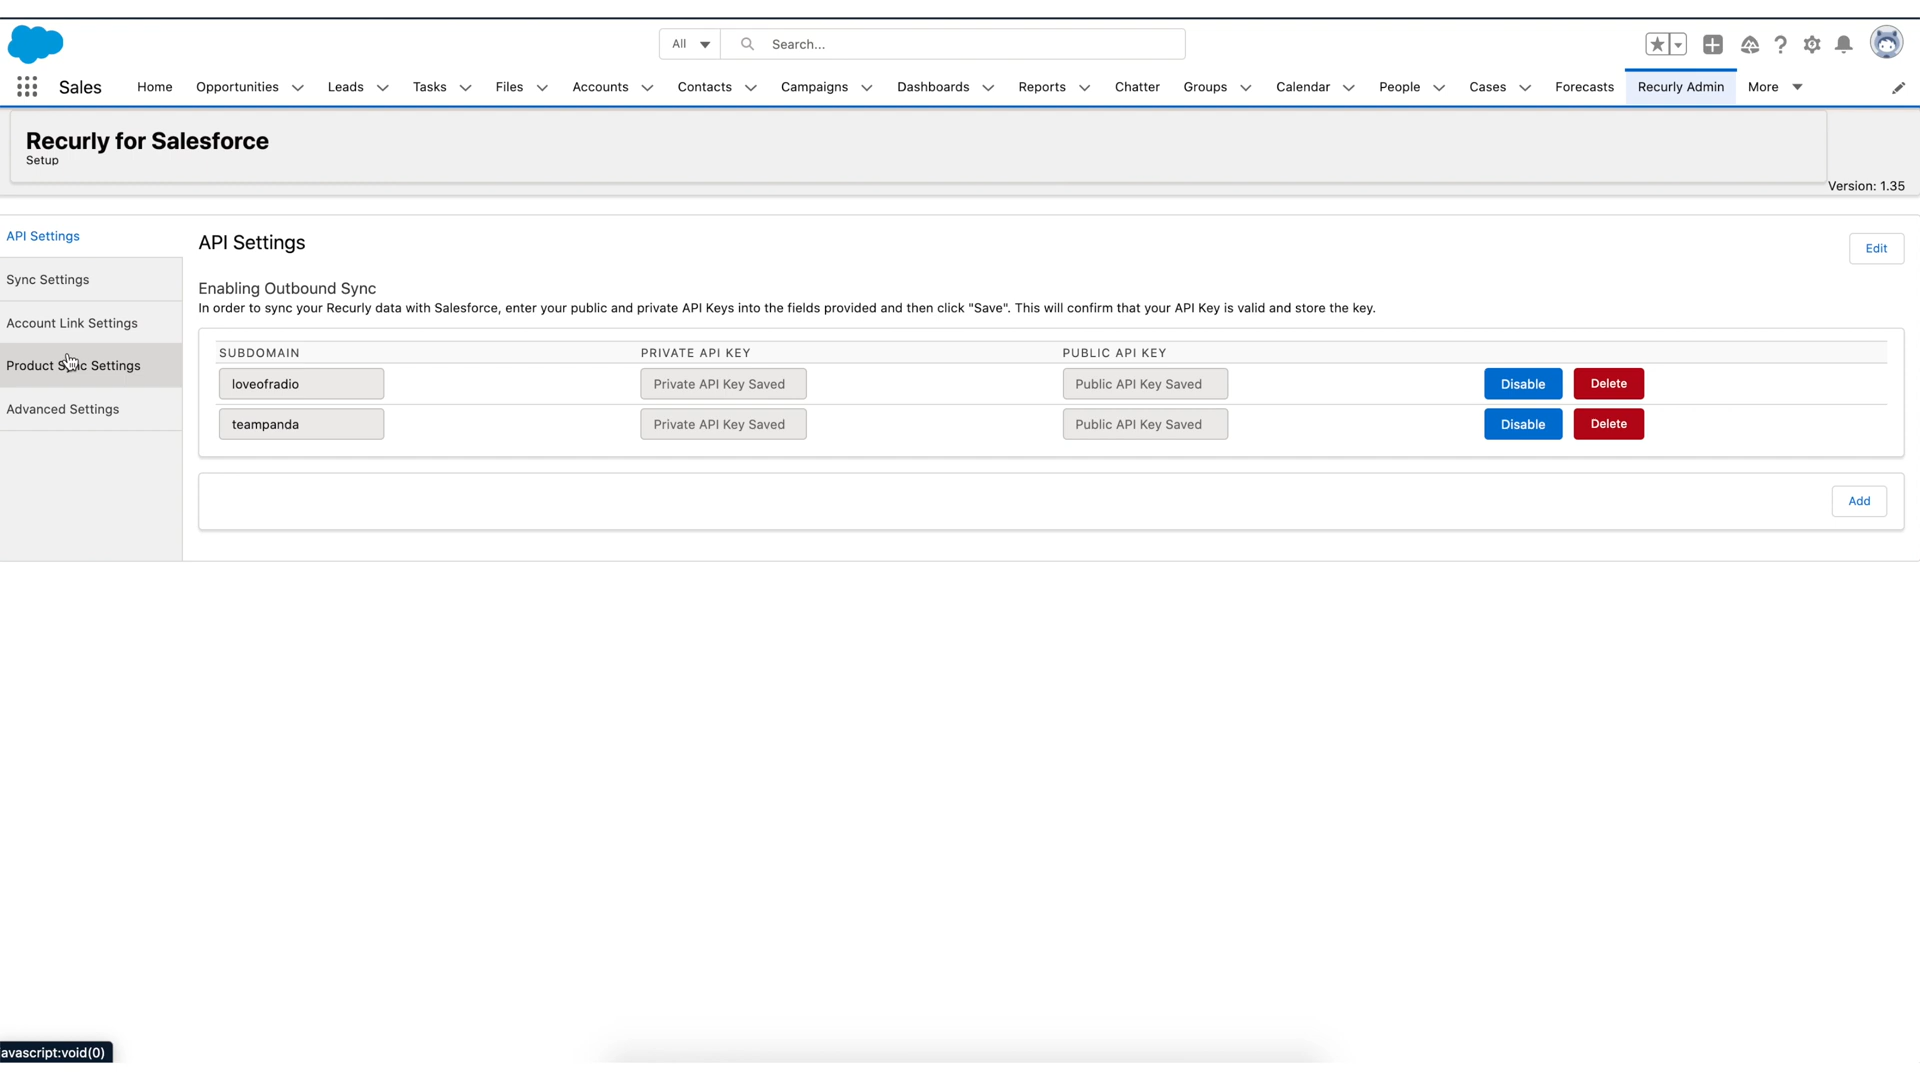 All
Search...
Sales
Home
Opportunities
Leads
Tasks
Files
Accounts
Contacts
Campaigns
Dashboards
Reports
Chatter
Groups
Calendar
People
Cases
Forecasts
Recurly Admin
More
Recurly for Salesforce
Setup
Version: 1.35
API Settings
Sync Settings
Account Link Settings
Product Sync Settings
Advanced Settings
API Settings
Edit
Enabling Outbound Sync
In order to sync your Recurly data with Salesforce, enter your public and private API Keys into the fields provided and then click "Save". This will confirm that your API Key is valid and store the key.
SUBDOMAIN PRIVATE API KEY PUBLIC API KEY
loveofradio Private API Key Saved Public API Key Saved Disable Delete
teampanda Private API Key Saved Public API Key Saved Disable Delete
Add
avascript:void(0)